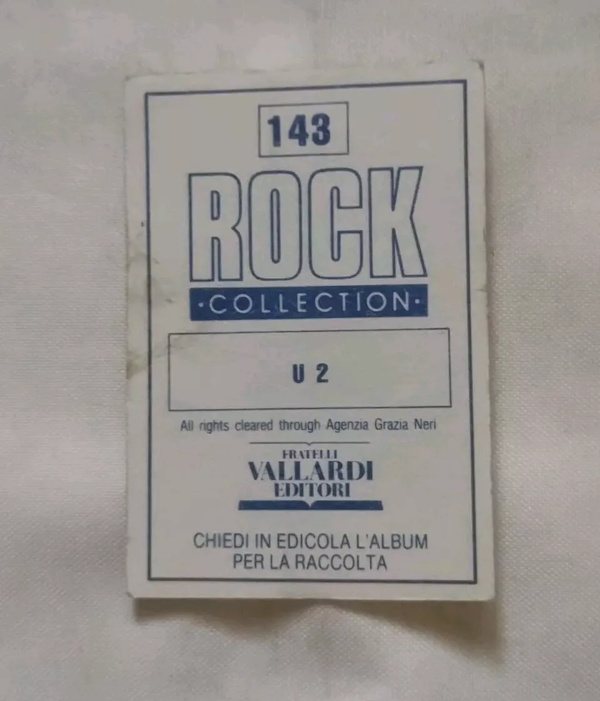 143
ROCK
·COLLECTION·
U 2
All rights cleared through Agenzia Grazia Neri
FRATELLI
VALLARDI
EDITORI
CHIEDI IN EDICOLA L'ALBUM
PER LA RACCOLTA